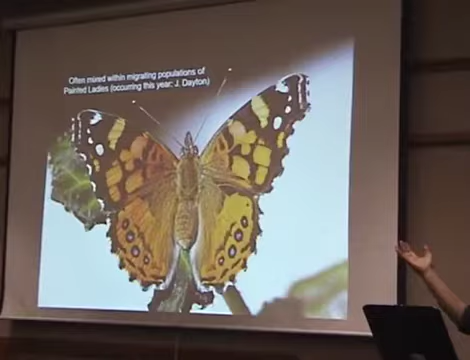 Often mixed within migrating populations of
Painted Ladies (occurring this year: J. Dayton)